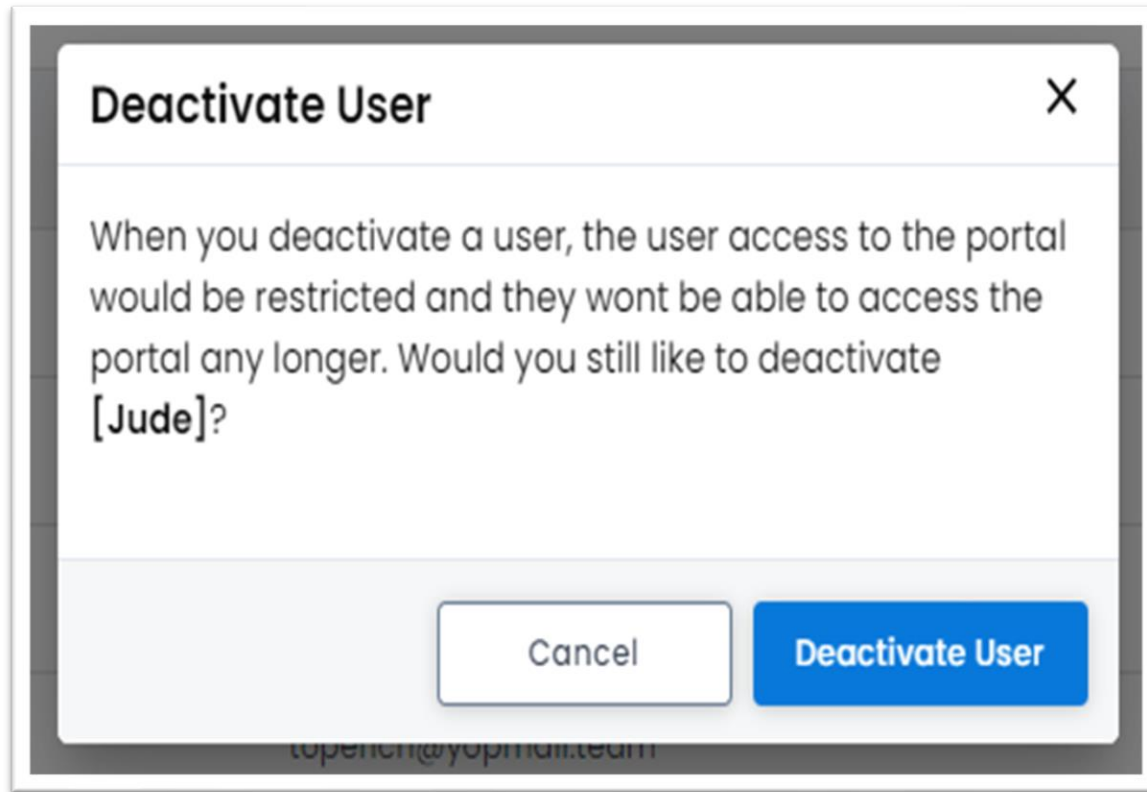 Deactivate User
X
When you deactivate a user, the user access to the portal
would be restricted and they wont be able to access the
portal any longer. Would you still like to deactivate
[Jude]?
Cancel
Deactivate User